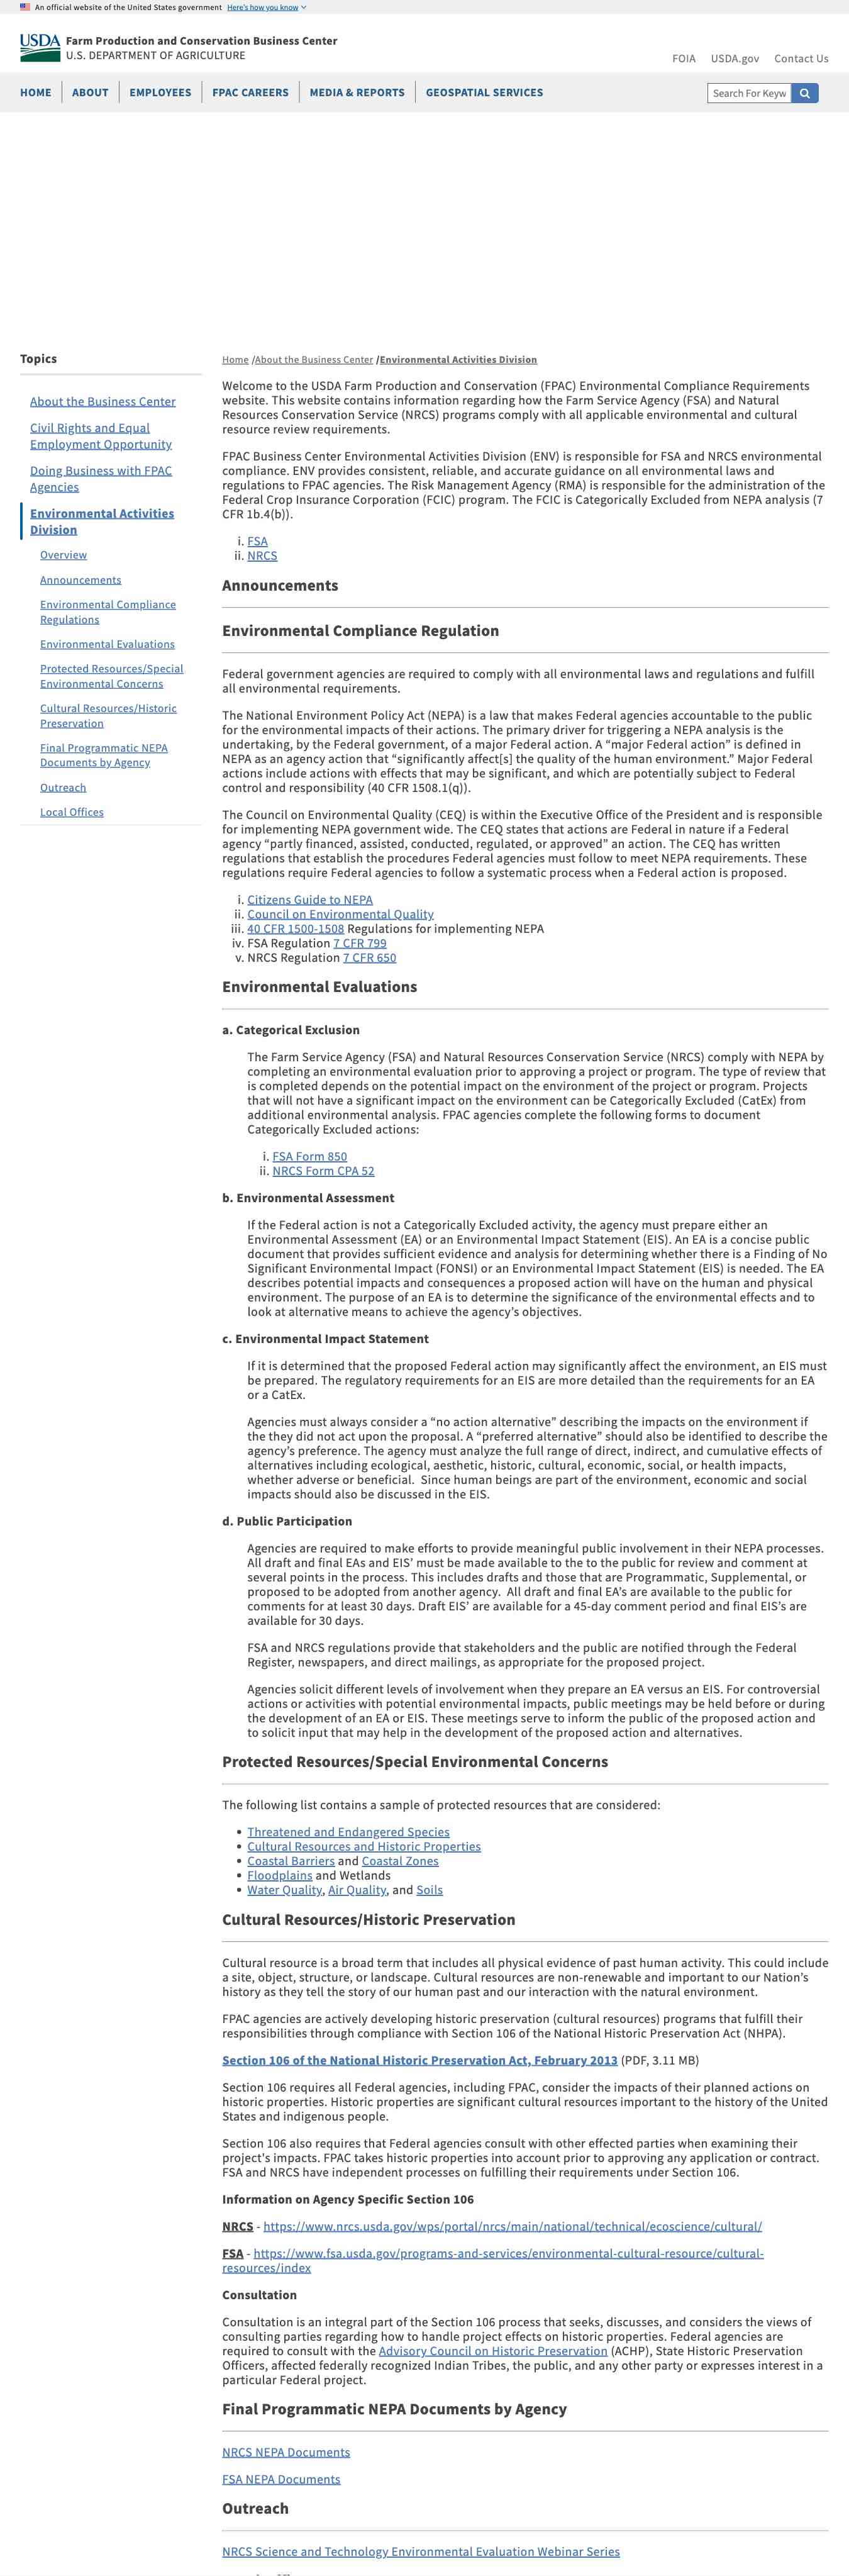 An official website of the United States government Here's how you know
USDA Farm Production and Conservation Business Center
U.S. DEPARTMENT OF AGRICULTURE
FOIA USDA.gov Contact Us
HOME ABOUT EMPLOYEES FPAC CAREERS MEDIA & REPORTS GEOSPATIAL SERVICES
Search For Keyw
Topics
About the Business Center
Civil Rights and Equal
Employment Opportunity
Doing Business with FPAC
Agencies
Environmental Activities
Division
Overview
Announcements
Environmental Compliance
Regulations
Environmental Evaluations
Protected Resources/Special
Environmental Concerns
Cultural Resources/Historic
Preservation
Final Programmatic NEPA
Documents by Agency
Outreach
Local Offices
Home /About the Business Center /Environmental Activities Division
Welcome to the USDA Farm Production and Conservation (FPAC) Environmental Compliance Requirements
website. This website contains information regarding how the Farm Service Agency (FSA) and Natural
Resources Conservation Service (NRCS) programs comply with all applicable environmental and cultural
resource review requirements.
FPAC Business Center Environmental Activities Division (ENV) is responsible for FSA and NRCS environmental
compliance. ENV provides consistent, reliable, and accurate guidance on all environmental laws and
regulations to FPAC agencies. The Risk Management Agency (RMA) is responsible for the administration of the
Federal Crop Insurance Corporation (FCIC) program. The FCIC is Categorically Excluded from NEPA analysis (7
CFR 1b.4(b)).
i. FSA
ii. NRCS
Announcements
Environmental Compliance Regulation
Federal government agencies are required to comply with all environmental laws and regulations and fulfill
all environmental requirements.
The National Environment Policy Act (NEPA) is a law that makes Federal agencies accountable to the public
for the environmental impacts of their actions. The primary driver for triggering a NEPA analysis is the
undertaking, by the Federal government, of a major Federal action. A “major Federal action” is defined in
NEPA as an agency action that “significantly affect[s] the quality of the human environment.” Major Federal
actions include actions with effects that may be significant, and which are potentially subject to Federal
control and responsibility (40 CFR 1508.1(q)).
The Council on Environmental Quality (CEQ) is within the Executive Office of the President and is responsible
for implementing NEPA government wide. The CEQ states that actions are Federal in nature if a Federal
agency “partly financed, assisted, conducted, regulated, or approved” an action. The CEQ has written
regulations that establish the procedures Federal agencies must follow to meet NEPA requirements. These
regulations require Federal agencies to follow a systematic process when a Federal action is proposed.
i. Citizens Guide to NEPA
ii. Council on Environmental Quality
iii. 40 CFR 1500-1508 Regulations for implementing NEPA
iv. FSA Regulation 7 CFR 799
v. NRCS Regulation 7 CFR 650
Environmental Evaluations
a. Categorical Exclusion
The Farm Service Agency (FSA) and Natural Resources Conservation Service (NRCS) comply with NEPA by
completing an environmental evaluation prior to approving a project or program. The type of review that
is completed depends on the potential impact on the environment of the project or program. Projects
that will not have a significant impact on the environment can be Categorically Excluded (CatEx) from
additional environmental analysis. FPAC agencies complete the following forms to document
Categorically Excluded actions:
i. FSA Form 850
ii. NRCS Form CPA 52
b. Environmental Assessment
If the Federal action is not a Categorically Excluded activity, the agency must prepare either an
Environmental Assessment (EA) or an Environmental Impact Statement (EIS). An EA is a concise public
document that provides sufficient evidence and analysis for determining whether there is a Finding of No
Significant Environmental Impact (FONSI) or an Environmental Impact Statement (EIS) is needed. The EA
describes potential impacts and consequences a proposed action will have on the human and physical
environment. The purpose of an EA is to determine the significance of the environmental effects and to
look at alternative means to achieve the agency’s objectives.
c. Environmental Impact Statement
If it is determined that the proposed Federal action may significantly affect the environment, an EIS must
be prepared. The regulatory requirements for an EIS are more detailed than the requirements for an EA
or a CatEx.
Agencies must always consider a “no action alternative” describing the impacts on the environment if
the they did not act upon the proposal. A “preferred alternative” should also be identified to describe the
agency’s preference. The agency must analyze the full range of direct, indirect, and cumulative effects of
alternatives including ecological, aesthetic, historic, cultural, economic, social, or health impacts,
whether adverse or beneficial. Since human beings are part of the environment, economic and social
impacts should also be discussed in the EIS.
d. Public Participation
Agencies are required to make efforts to provide meaningful public involvement in their NEPA processes.
All draft and final EAs and EIS’ must be made available to the to the public for review and comment at
several points in the process. This includes drafts and those that are Programmatic, Supplemental, or
proposed to be adopted from another agency. All draft and final EA’s are available to the public for
comments for at least 30 days. Draft EIS’ are available for a 45-day comment period and final EIS’s are
available for 30 days.
FSA and NRCS regulations provide that stakeholders and the public are notified through the Federal
Register, newspapers, and direct mailings, as appropriate for the proposed project.
Agencies solicit different levels of involvement when they prepare an EA versus an EIS. For controversial
actions or activities with potential environmental impacts, public meetings may be held before or during
the development of an EA or EIS. These meetings serve to inform the public of the proposed action and
to solicit input that may help in the development of the proposed action and alternatives.
Protected Resources/Special Environmental Concerns
The following list contains a sample of protected resources that are considered:
• Threatened and Endangered Species
• Cultural Resources and Historic Properties
• Coastal Barriers and Coastal Zones
• Floodplains and Wetlands
• Water Quality, Air Quality, and Soils
Cultural Resources/Historic Preservation
Cultural resource is a broad term that includes all physical evidence of past human activity. This could include
a site, object, structure, or landscape. Cultural resources are non-renewable and important to our Nation’s
history as they tell the story of our human past and our interaction with the natural environment.
FPAC agencies are actively developing historic preservation (cultural resources) programs that fulfill their
responsibilities through compliance with Section 106 of the National Historic Preservation Act (NHPA).
Section 106 of the National Historic Preservation Act, February 2013 (PDF, 3.11 MB)
Section 106 requires all Federal agencies, including FPAC, consider the impacts of their planned actions on
historic properties. Historic properties are significant cultural resources important to the history of the United
States and indigenous people.
Section 106 also requires that Federal agencies consult with other effected parties when examining their
project's impacts. FPAC takes historic properties into account prior to approving any application or contract.
FSA and NRCS have independent processes on fulfilling their requirements under Section 106.
Information on Agency Specific Section 106
NRCS - https://www.nrcs.usda.gov/wps/portal/nrcs/main/national/technical/ecoscience/cultural/
FSA - https://www.fsa.usda.gov/programs-and-services/environmental-cultural-resource/cultural-
resources/index
Consultation
Consultation is an integral part of the Section 106 process that seeks, discusses, and considers the views of
consulting parties regarding how to handle project effects on historic properties. Federal agencies are
required to consult with the Advisory Council on Historic Preservation (ACHP), State Historic Preservation
Officers, affected federally recognized Indian Tribes, the public, and any other party or expresses interest in a
particular Federal project.
Final Programmatic NEPA Documents by Agency
NRCS NEPA Documents
FSA NEPA Documents
Outreach
NRCS Science and Technology Environmental Evaluation Webinar Series